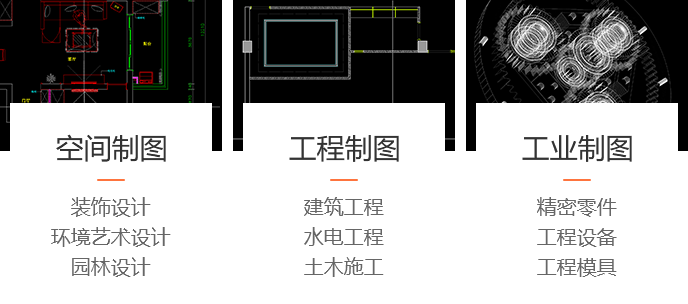 空间制图
装饰设计
环境艺术设计
园林设计
工程制图
建筑工程
水电工程
土木施工
工业制图
精密零件
工程设备
工程模具